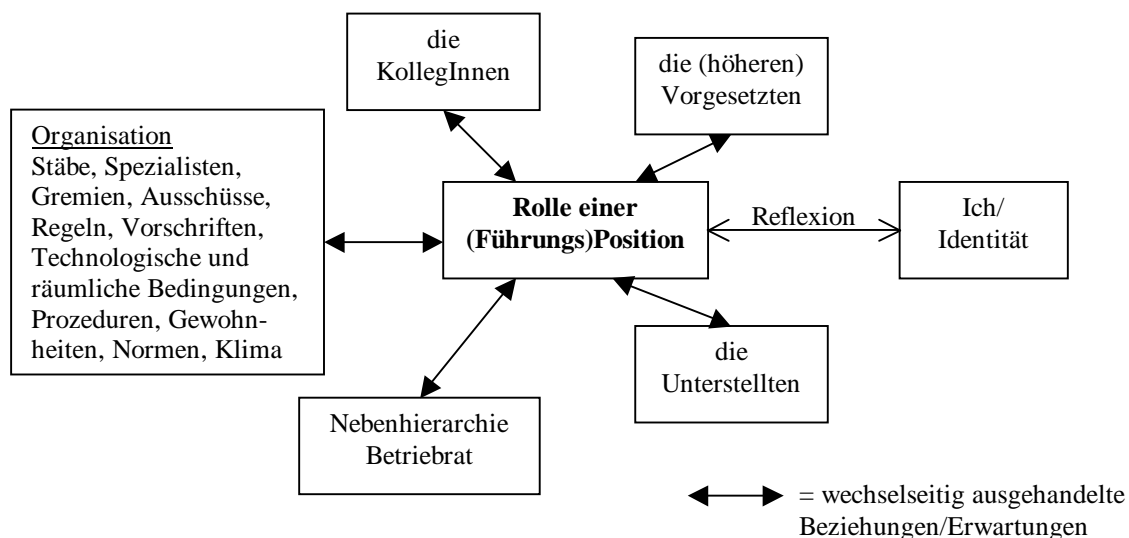 die
KollegInnen
die (höheren)
Vorgesetzten
Organisation
Stäbe, Spezialisten,
Gremien, Ausschüsse,
Regeln, Vorschriften,
Technologische und
räumliche Bedingungen,
Prozeduren, Gewohn-
heiten, Normen, Klima
Rolle einer
(Führungs)Position
Reflexion
Ich/
Identität
die
Unterstellten
Nebenhierarchie
Betriebrat
= wechselseitig ausgehandelte
Beziehungen/Erwartungen